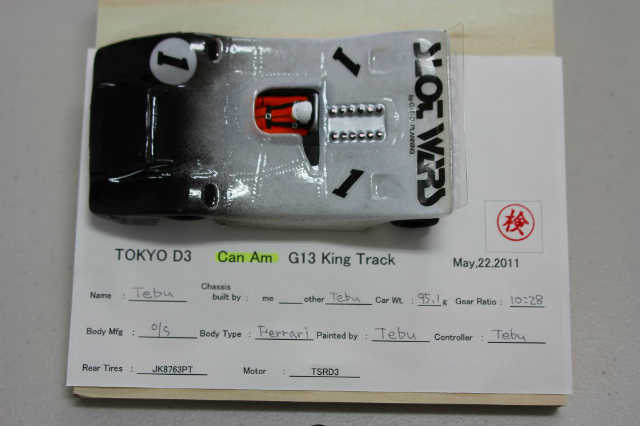 1
1
1
SLOT WARS
検
TOKYO D3 Can Am G13 King Track May,22,2011
Name : Tebu Chassis built by : me other Tebu Car Wt. : 95.1 g Gear Ratio : 10:28
Body Mfg : o/s Body Type : Ferrari Painted by : Tebu Controller : Tebu
Rear Tires : JK8763PT Motor : TSRD3